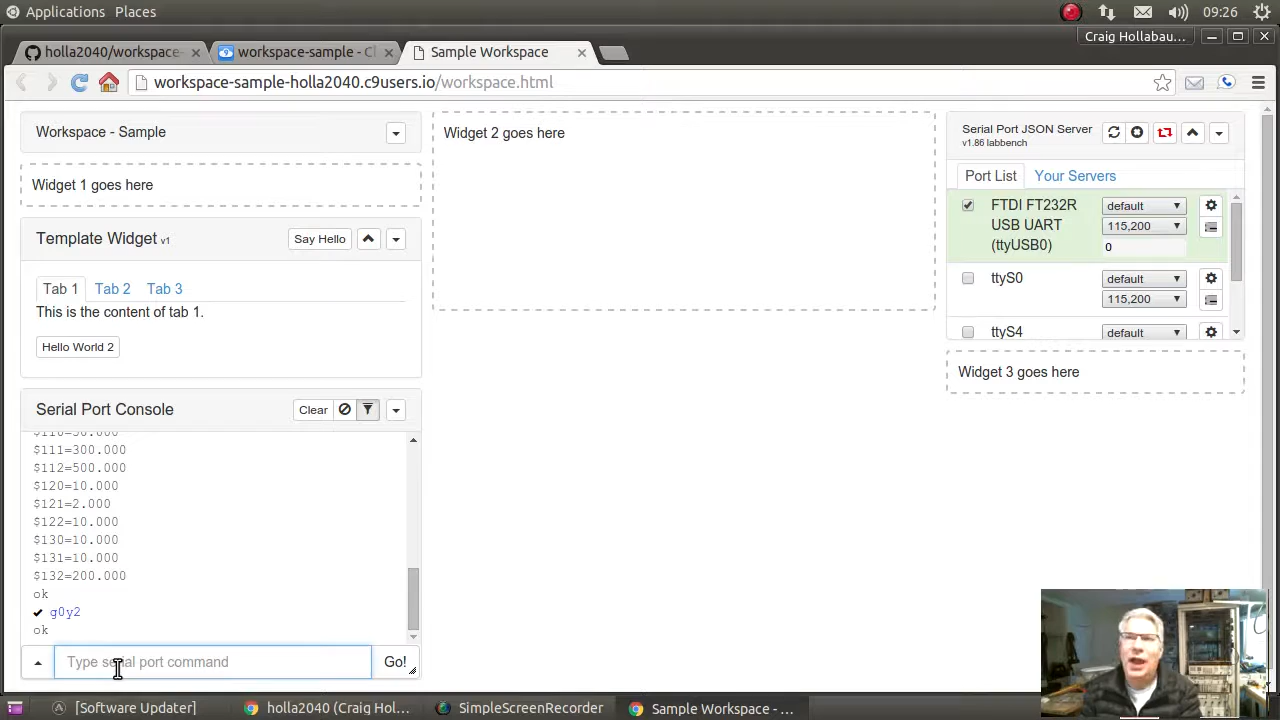 Applications Places
09:26
holla2040/workspace-
workspace-sample - Cl
Sample Workspace
Craig Hollabau...
workspace-sample-holla2040.c9users.io/workspace.html
Workspace - Sample
Widget 1 goes here
Template Widget v1
Say Hello
Tab 1
Tab 2
Tab 3
This is the content of tab 1.
Hello World 2
Serial Port Console
Clear
$111=300.000
$112=500.000
$120=10.000
$121=2.000
$122=10.000
$130=10.000
$131=10.000
$132=200.000
ok
g0y2
ok
Type serial port command
Go!
Widget 2 goes here
Serial Port JSON Server
v1.86 labbench
Port List
Your Servers
FTDI FT232R
USB UART
(ttyUSB0)
default
115,200
0
ttyS0
default
115,200
ttyS4
default
Widget 3 goes here
[Software Updater]
holla2040 (Craig Hol...
SimpleScreenRecorder
Sample Workspace - ...